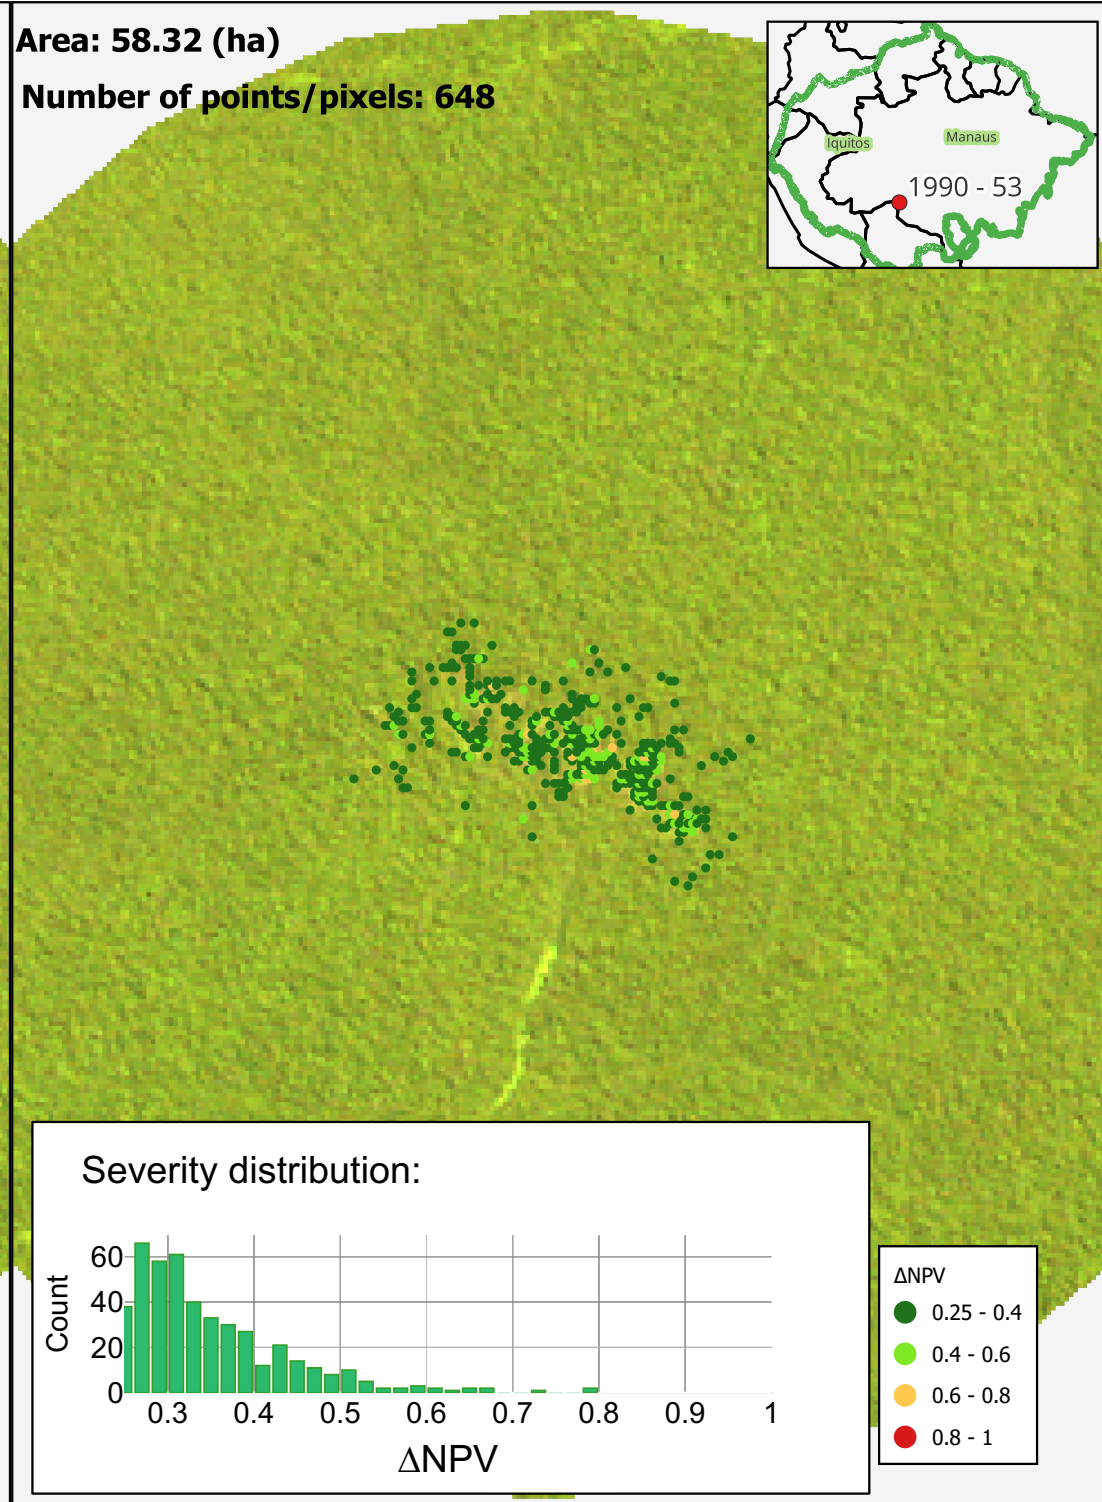 Area: 58.32 (ha)
Number of points/pixels: 648
Iquitos
Manaus
1990 - 53
Severity distribution:
Count
60
40
20
0
0.3 0.4 0.5 0.6 0.7 0.8 0.9 1
ΔNPV
ΔNPV
0.25 - 0.4
0.4 - 0.6
0.6 - 0.8
0.8 - 1